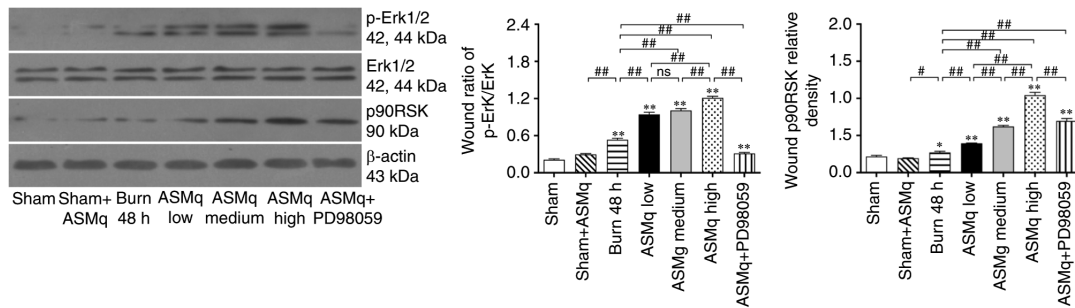 p-Erk1/2
42, 44 kDa
Erk1/2
42, 44 kDa
p90RSK
90 kDa
β-actin
43 kDa
Sham Sham+ASMq Burn 48 h ASMq low ASMq medium ASMq high ASMq+PD98059
Wound ratio of
p-ErK/ErK
2.4
1.8
1.2
0.6
0.0
##
##
##
##
##
##
##
##
ns
##
##
**
**
**
**
**
Sham
Sham+ASMq
Burn 48 h
ASMq low
ASMg medium
ASMq high
ASMq+PD98059
Wound p90RSK relative
density
2.0
1.5
1.0
1.5
0.0
##
##
##
##
##
#
##
##
##
##
*
**
**
**
**
Sham
Sham+ASMq
Burn 48 h
ASMq low
ASMg medium
ASMq high
ASMq+PD98059